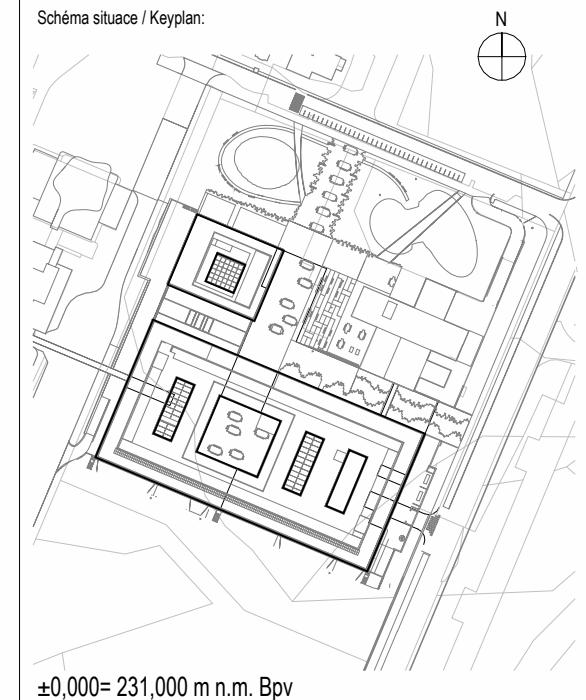 Schéma situace / Keyplan:
N
±0,000= 231,000 m n.m. Bpv